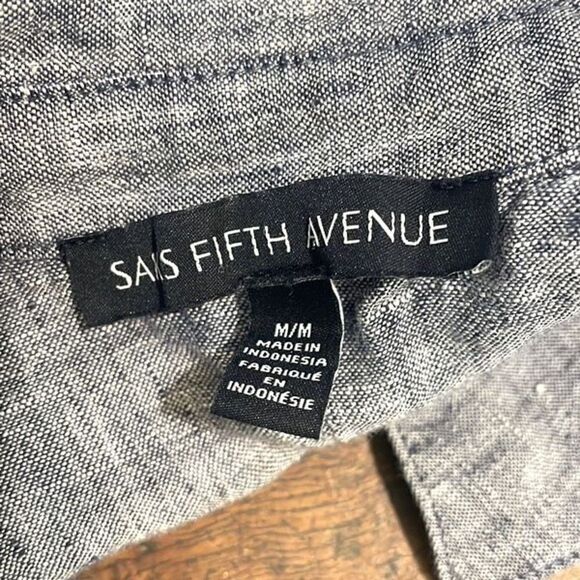 SAKS FIFTH AVENUE
M/M
MADE IN
INDONESIA
FABRIQUÉ
EN
INDONÉSIE